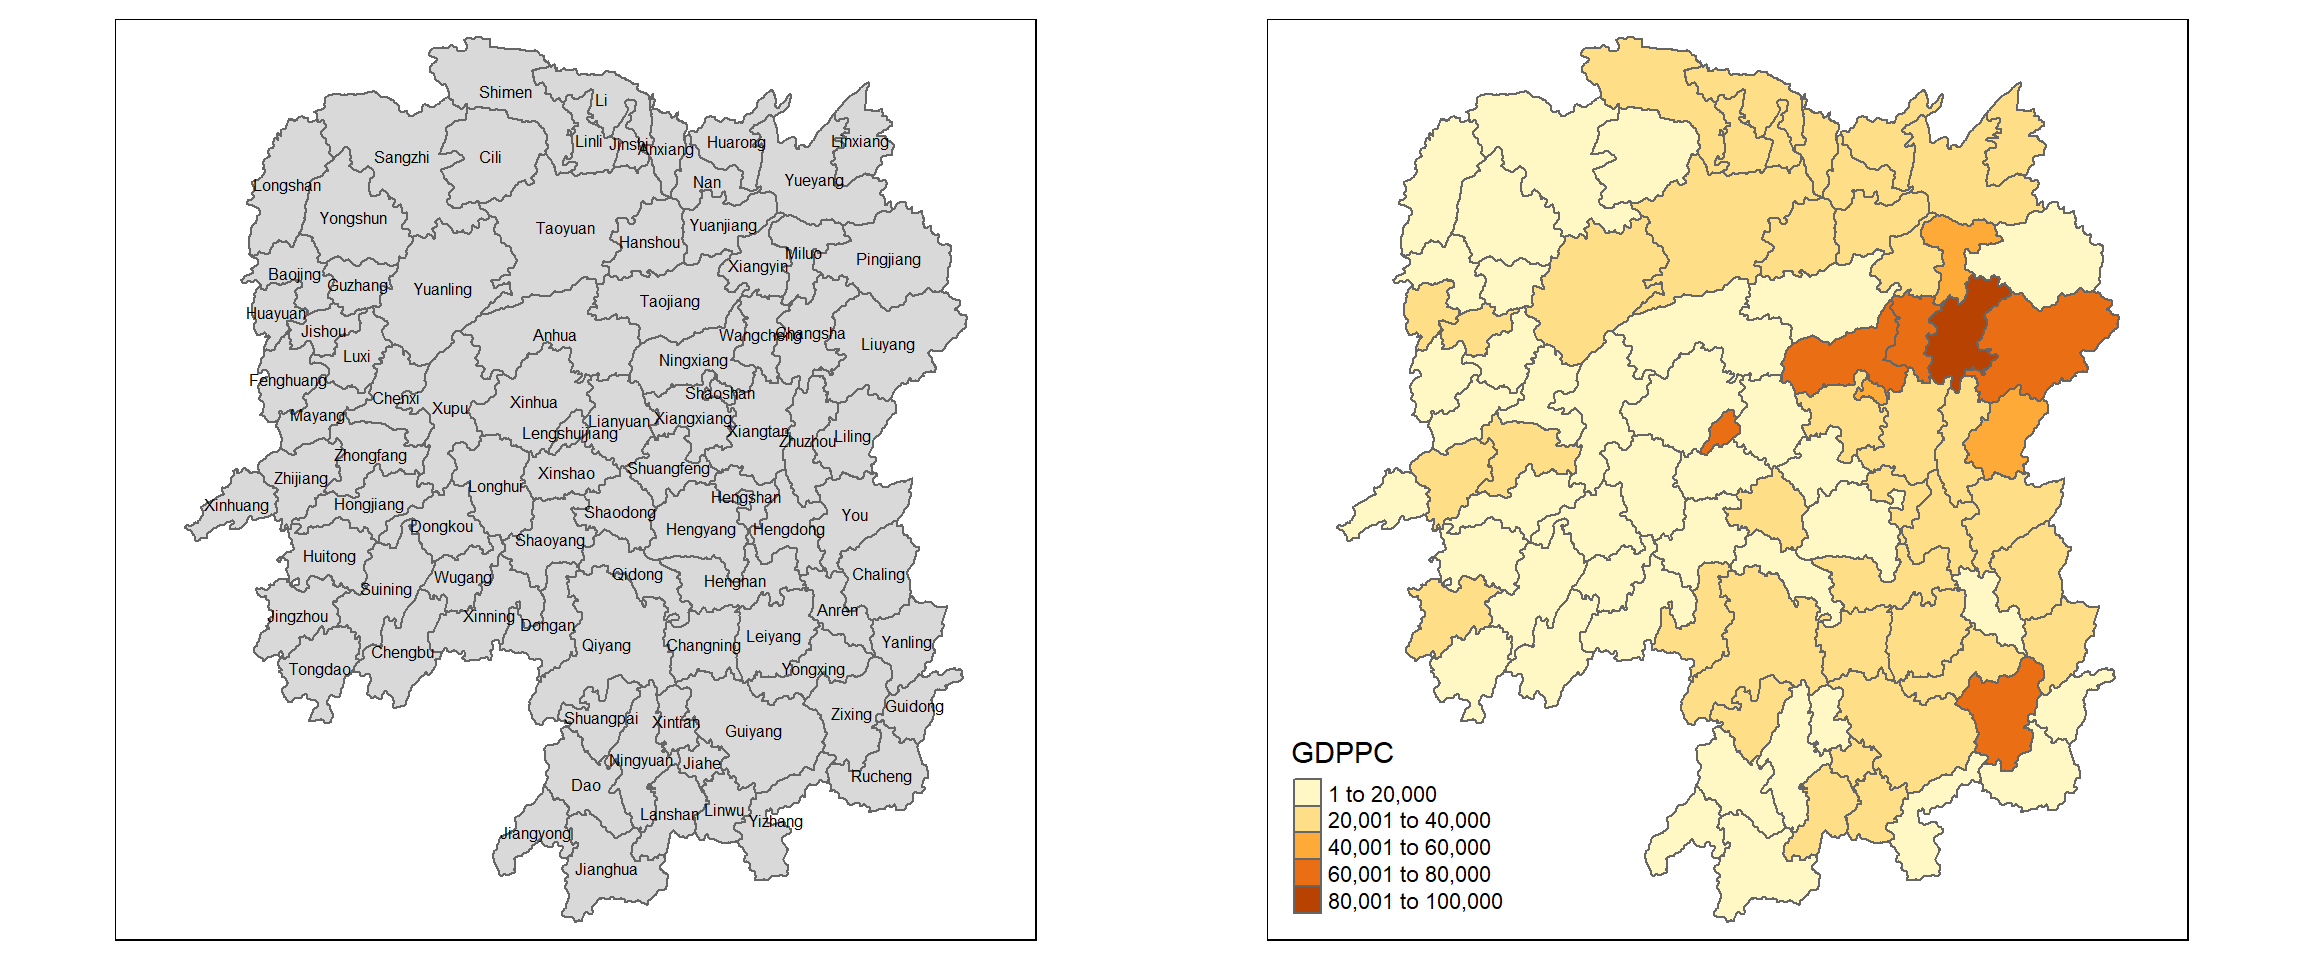 Shimen
Li
Linli
Jinshi
Anxiang
Huarong
Linxiang
Sangzhi
Cili
Nan
Yueyang
Longshan
Yongshun
Taoyuan
Hanshou
Yuanjiang
Miluo
Pingjiang
Xiangyin
Baojing
Guzhang
Yuanling
Taojiang
Huayuan
Jishou
Anhua
Wangcheng
Changsha
Liuyang
Luxi
Ningxiang
Fenghuang
Shaoshan
Chenxi
Xupu
Xinhua
Mayang
Lianyuan
Xiangxiang
Lengshuijiang
Xiangtan
Zhuzhou
Liling
Zhongfang
Shuangfeng
Zhijiang
Xinshao
Longhui
Hengshan
Xinhuang
Hongjiang
Shaodong
You
Dongkou
Hengyang
Hengdong
Shaoyang
Huitong
Qidong
Henghan
Chaling
Wugang
Suining
Jingzhou
Xinning
Dongan
Anren
Leiyang
Yanling
Qiyang
Changning
Chengbu
Tongdao
Yongxing
Guidong
Zixing
Shuangpai
Xintian
Guiyang
Ningyuan
Jiahe
Rucheng
Dao
Lanshan
Linwu
Yizhang
Jiangyong
Jianghua
GDPPC
1 to 20,000
20,001 to 40,000
40,001 to 60,000
60,001 to 80,000
80,001 to 100,000